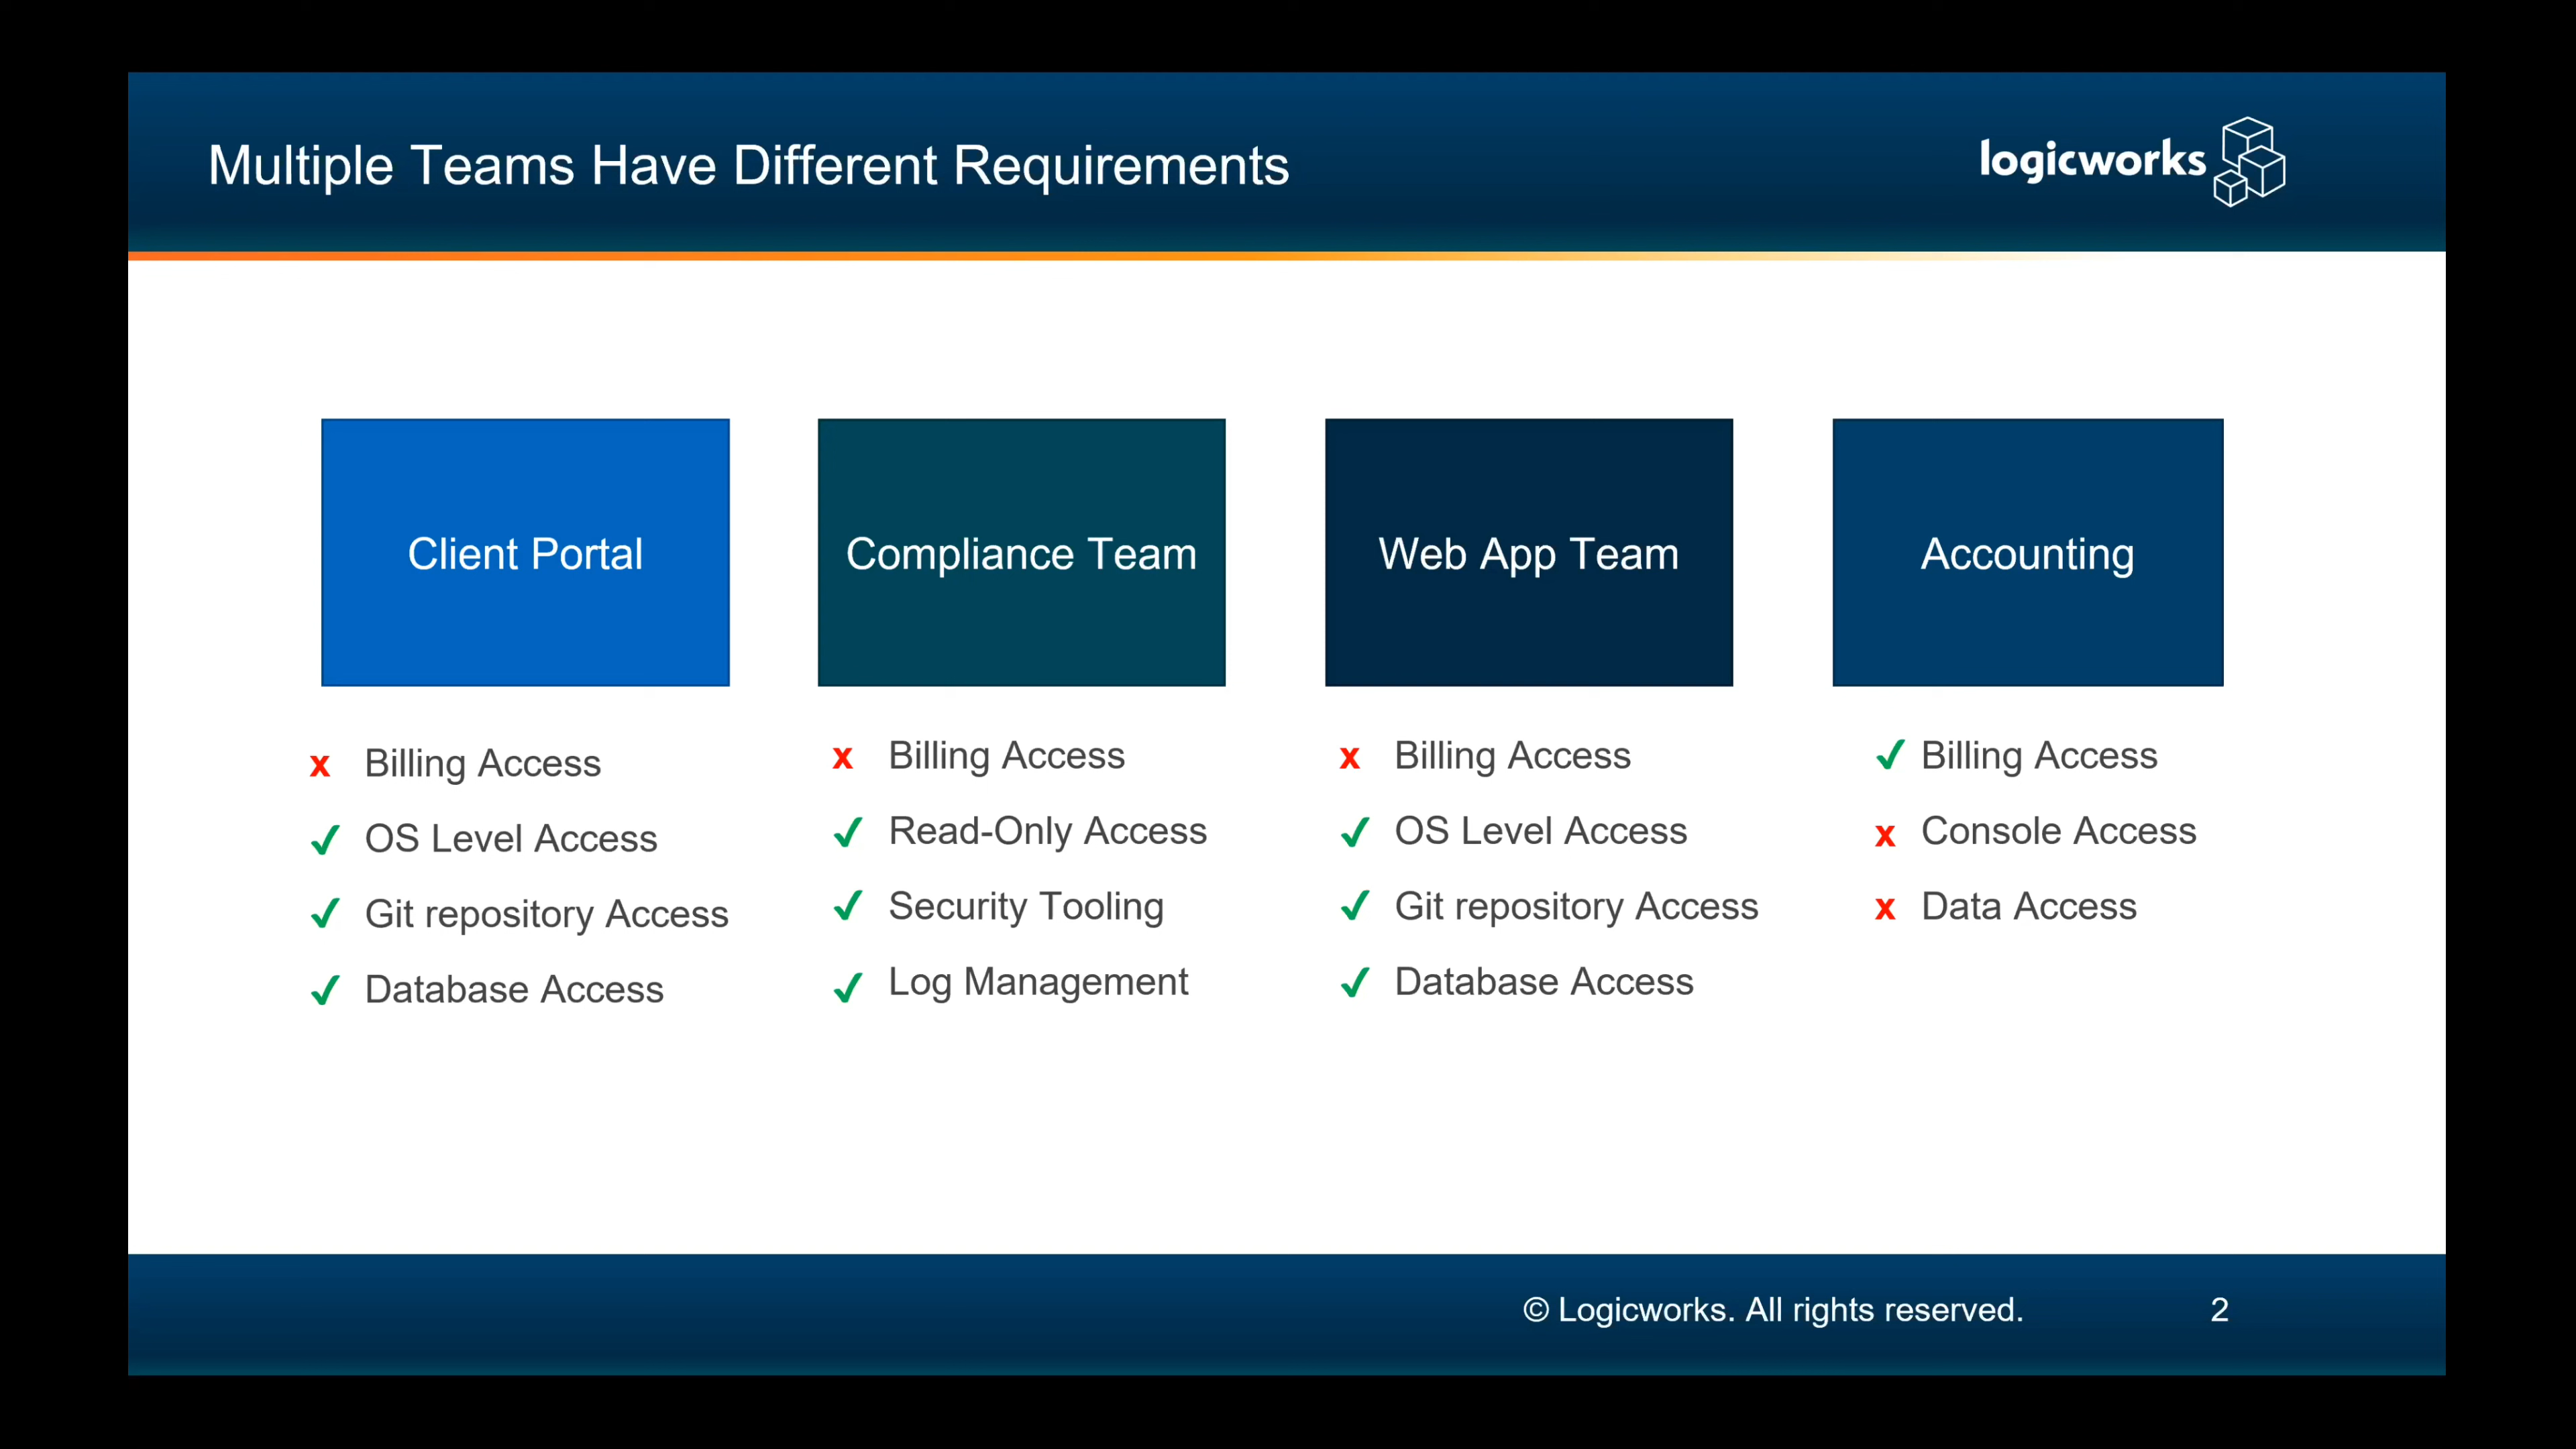 Multiple Teams Have Different Requirements
logicworks
Client Portal
x Billing Access
✓ OS Level Access
✓ Git repository Access
✓ Database Access
Compliance Team
x Billing Access
✓ Read-Only Access
✓ Security Tooling
✓ Log Management
Web App Team
x Billing Access
✓ OS Level Access
✓ Git repository Access
✓ Database Access
Accounting
✓ Billing Access
x Console Access
x Data Access
© Logicworks. All rights reserved.
2